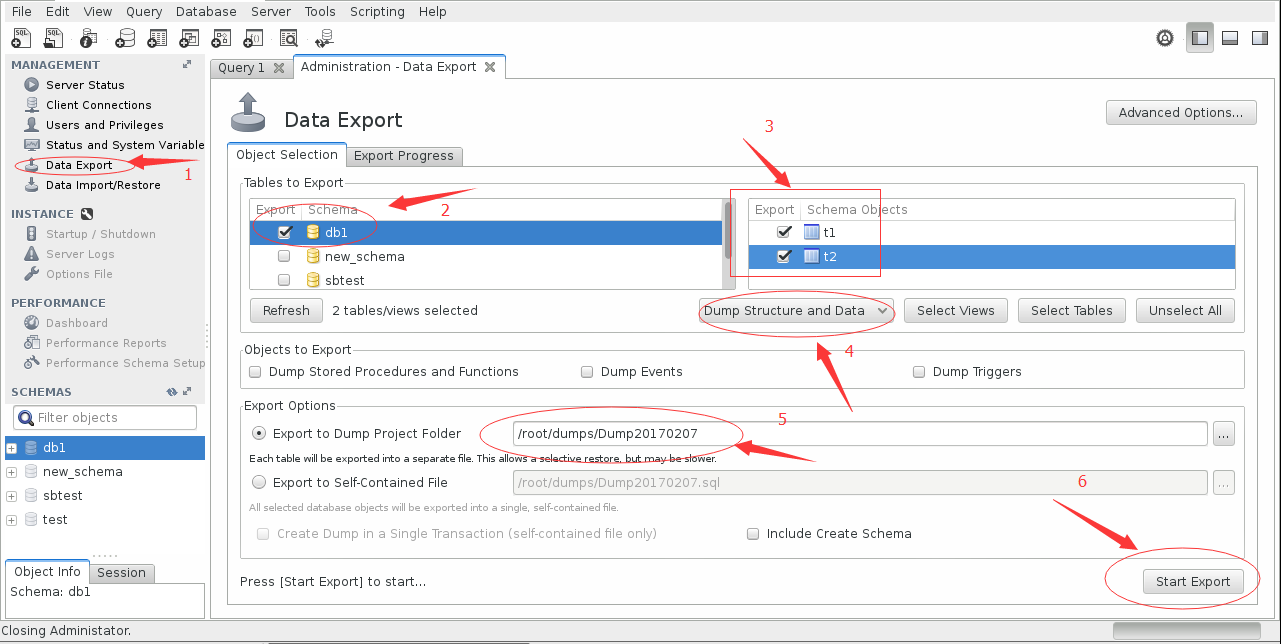 File Edit View Query Database Server Tools Scripting Help
MANAGEMENT
Server Status
Client Connections
Users and Privileges
Status and System Variable
Data Export
1
Data Import/Restore
INSTANCE
Startup / Shutdown
Server Logs
Options File
PERFORMANCE
Dashboard
Performance Reports
Performance Schema Setup
SCHEMAS
Filter objects
db1
new_schema
sbtest
test
Object Info Session
Schema: db1
Query 1 Administration - Data Export
Data Export
Advanced Options...
3
Object Selection Export Progress
Tables to Export
2
Export Schema
db1
new_schema
sbtest
Export Schema Objects
t1
t2
Refresh 2 tables/views selected Dump Structure and Data Select Views Select Tables Unselect All
4
Objects to Export
Dump Stored Procedures and Functions Dump Events Dump Triggers
Export Options
5
Export to Dump Project Folder /root/dumps/Dump20170207 ...
Each table will be exported into a separate file. This allows a selective restore, but may be slower.
Export to Self-Contained File /root/dumps/Dump20170207.sql ...
6
All selected database objects will be exported into a single, self-contained file.
Create Dump in a Single Transaction (self-contained file only) Include Create Schema
Press [Start Export] to start... Start Export
Closing Administator.